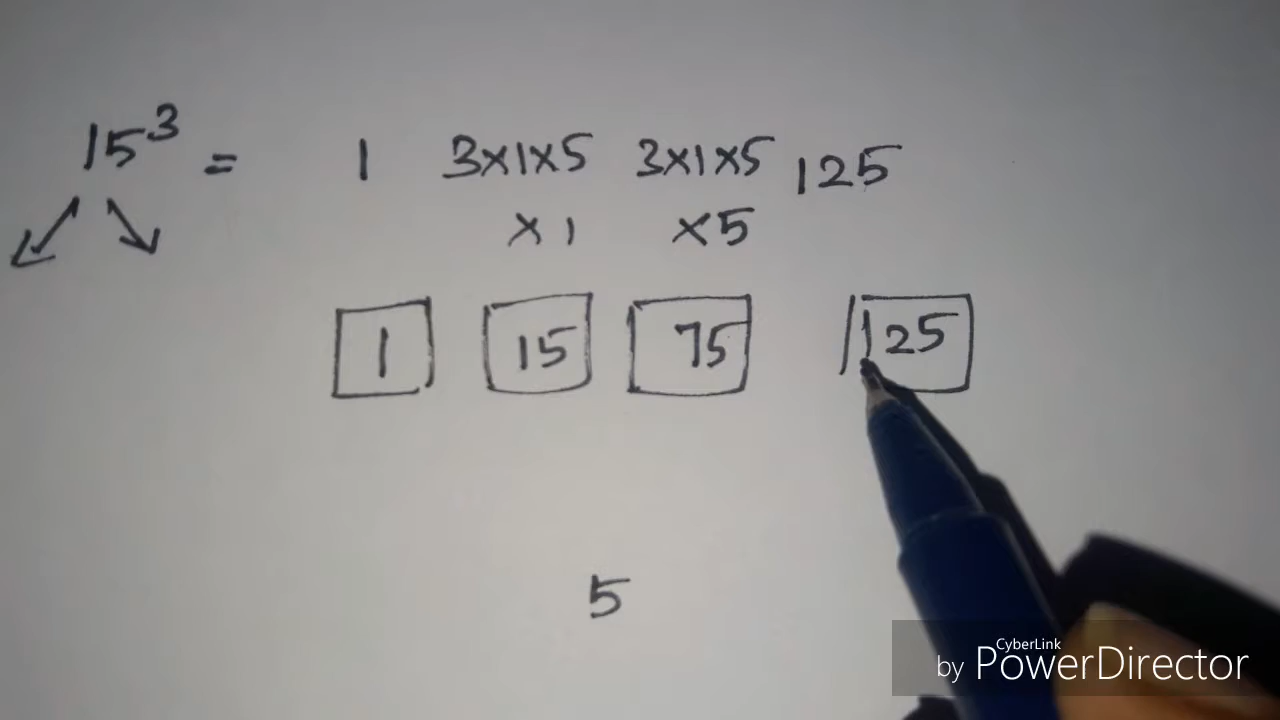 15³ = 1 3×1×5 3×1×5 125
×1 ×5
1 15 75 125
5
CyberLink
by PowerDirector